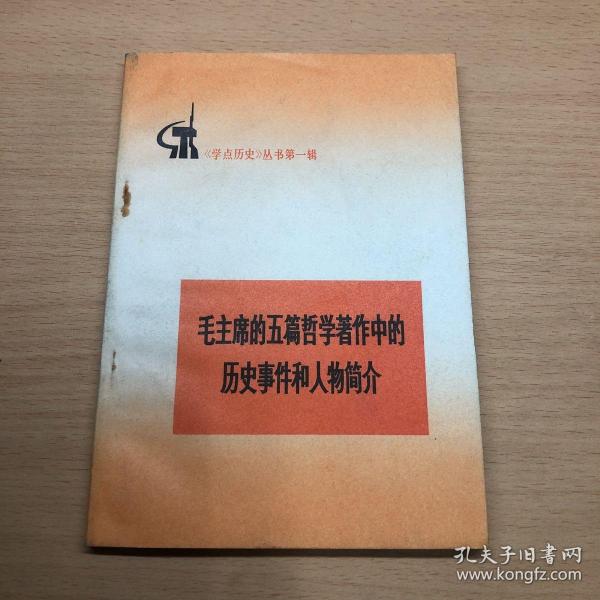 《学点历史》丛书第一辑
毛主席的五篇哲学著作中的
历史事件和人物简介
孔夫子旧書网
www.kongfz.com